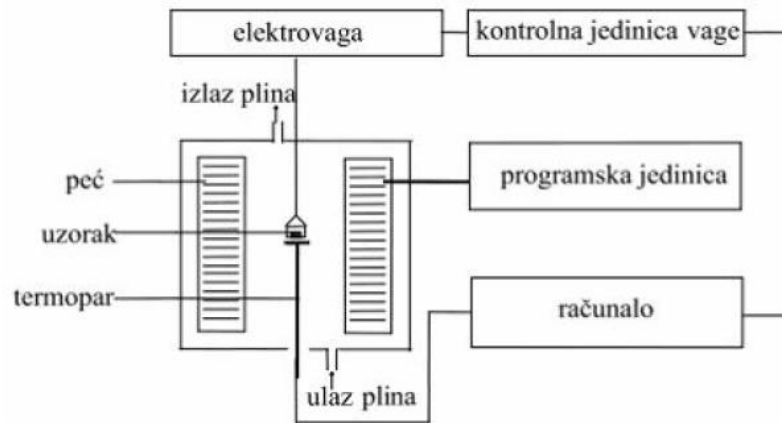 elektrovaga
kontrolna jedinica vage
izlaz plina
peć
programska jedinica
uzorak
termopar
računalo
ulaz plina